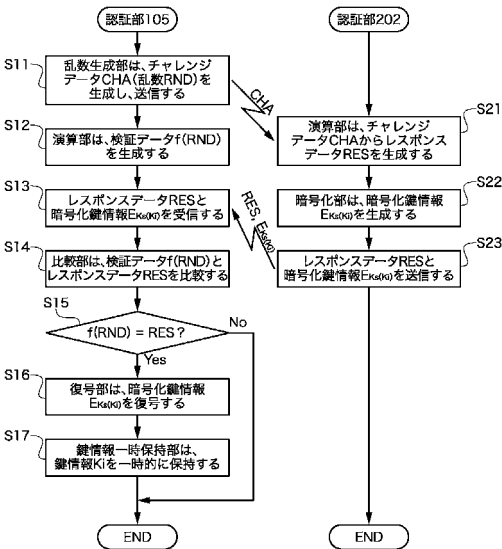 認証部105
S11
乱数生成部は、チャレンジ
データCHA(乱数RND)を
生成し、送信する
S12
演算部は、検証データf(RND)
を生成する
S13
レスポンスデータRESと
暗号化鍵情報EKs(Ki)を受信する
S14
比較部は、検証データf(RND)と
レスポンスデータRESを比較する
S15
f(RND) = RES ?
No
Yes
S16
復号部は、暗号化鍵情報
EKs(Ki)を復号する
S17
鍵情報一時保持部は、
鍵情報Kiを一時的に保持する
END
CHA
RES, EKs(Ki)
認証部202
S21
演算部は、チャレンジ
データCHAからレスポンス
データRESを生成する
S22
暗号化部は、暗号化鍵情報
EKs(Ki)を生成する
S23
レスポンスデータRESと
暗号化鍵情報EKs(Ki)を送信する
END